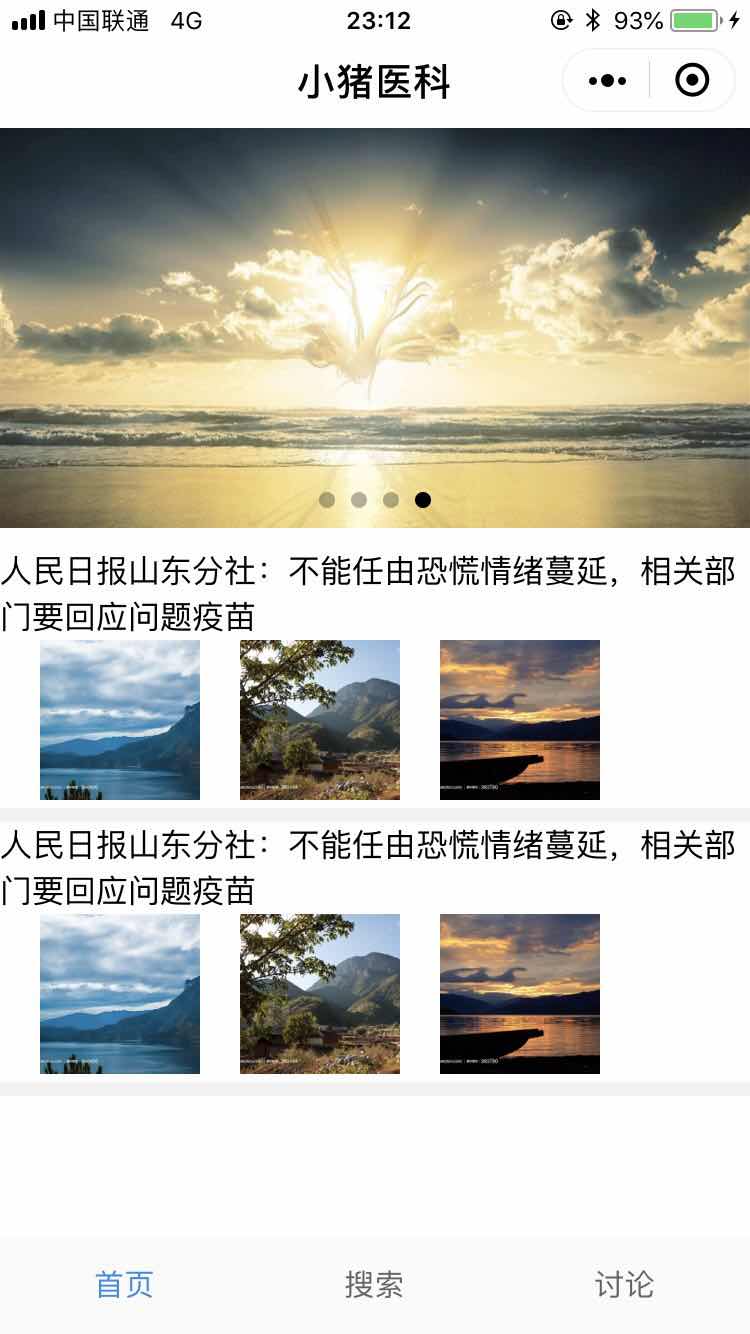 中国联通 4G 23:12 93%
小猪医科
人民日报山东分社：不能任由恐慌情绪蔓延，相关部
门要回应问题疫苗
人民日报山东分社：不能任由恐慌情绪蔓延，相关部
门要回应问题疫苗
首页 搜索 讨论